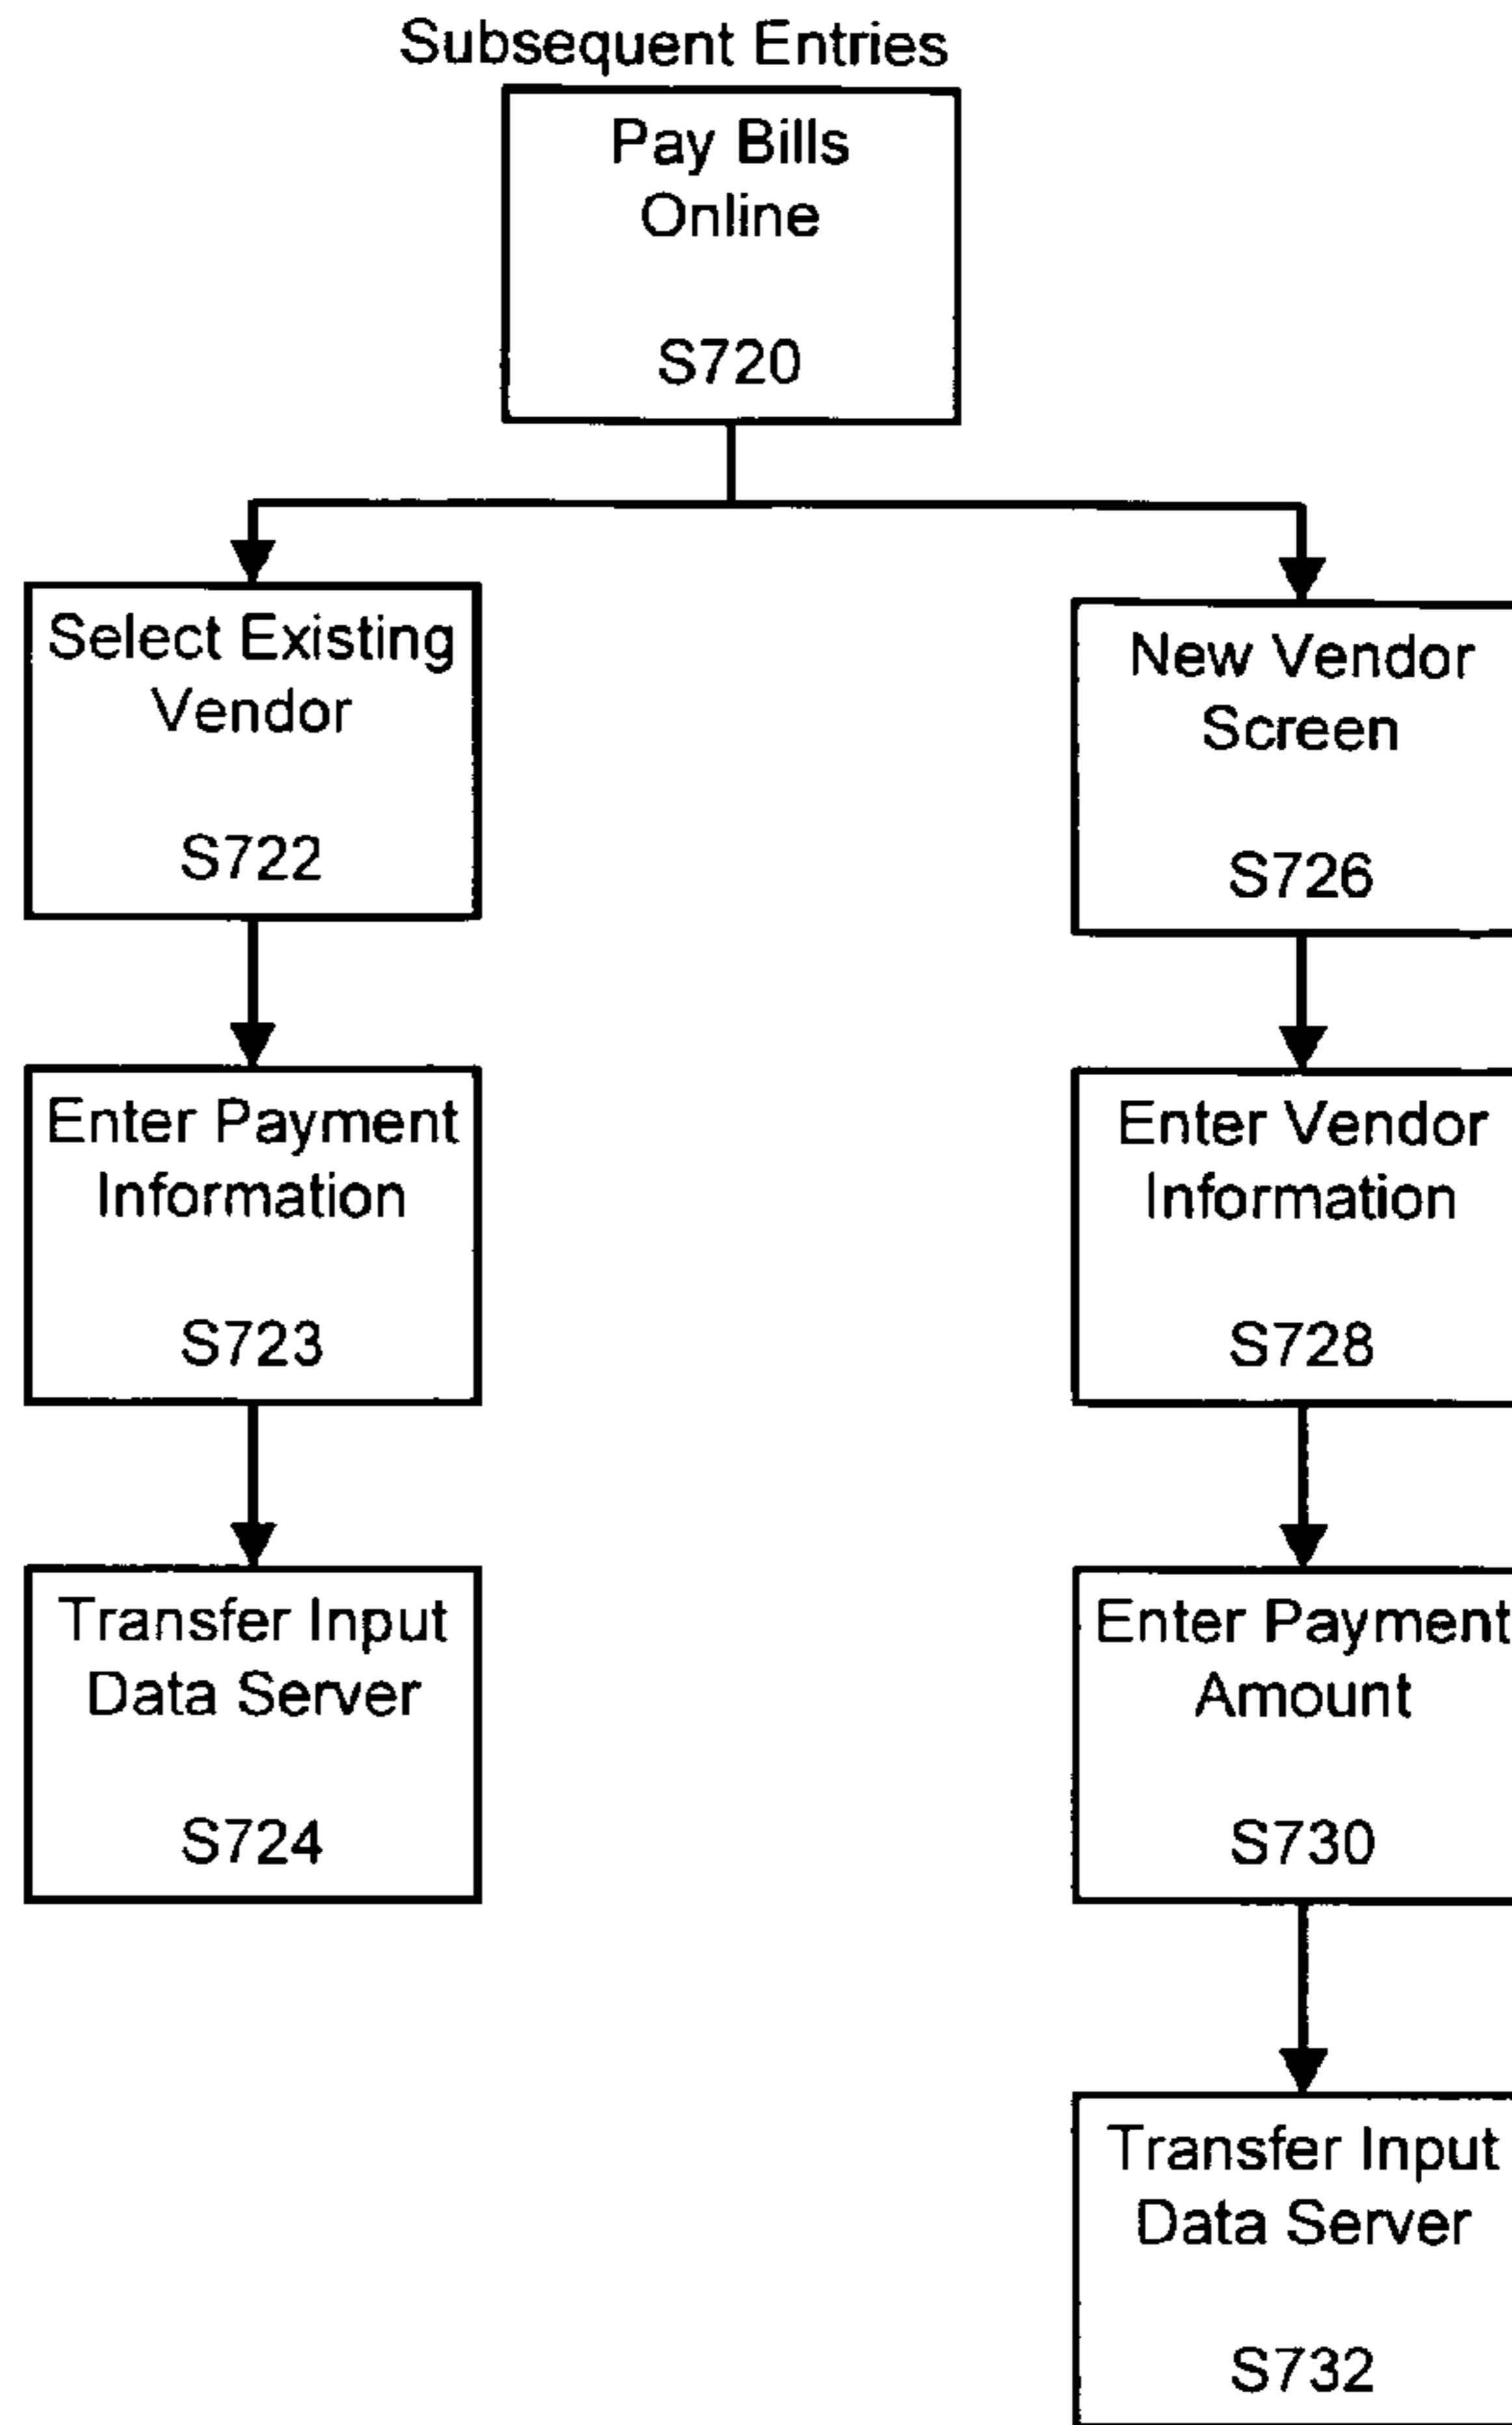 Subsequent Entries
Pay Bills
Online
S720
Select Existing
Vendor
S722
Enter Payment
Information
S723
Transfer Input
Data Server
S724
New Vendor
Screen
S726
Enter Vendor
Information
S728
Enter Payment
Amount
S730
Transfer Input
Data Server
S732